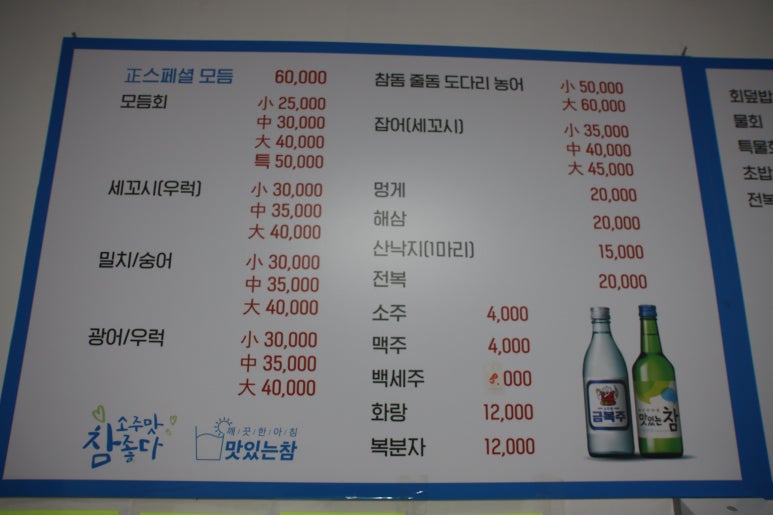 正스페셜 모듬 60,000
모듬회 小 25,000
中 30,000
大 40,000
특 50,000
세꼬시(우럭) 小 30,000
中 35,000
大 40,000
밀치/숭어 小 30,000
中 35,000
大 40,000
광어/우럭 小 30,000
中 35,000
大 40,000
참돔 줄돔 도다리 농어 小 50,000
大 60,000
잡어(세꼬시) 小 35,000
中 40,000
大 45,000
멍게 20,000
해삼 20,000
산낙지(1마리) 15,000
전복 20,000
소주 4,000
맥주 4,000
백세주 8,000
화랑 12,000
복분자 12,000
소주맛
참좋다
깨/끗/한/아/침
맛있는참
금복주
맛있는
참
회덮밥
물회
특물회
초밥
전복